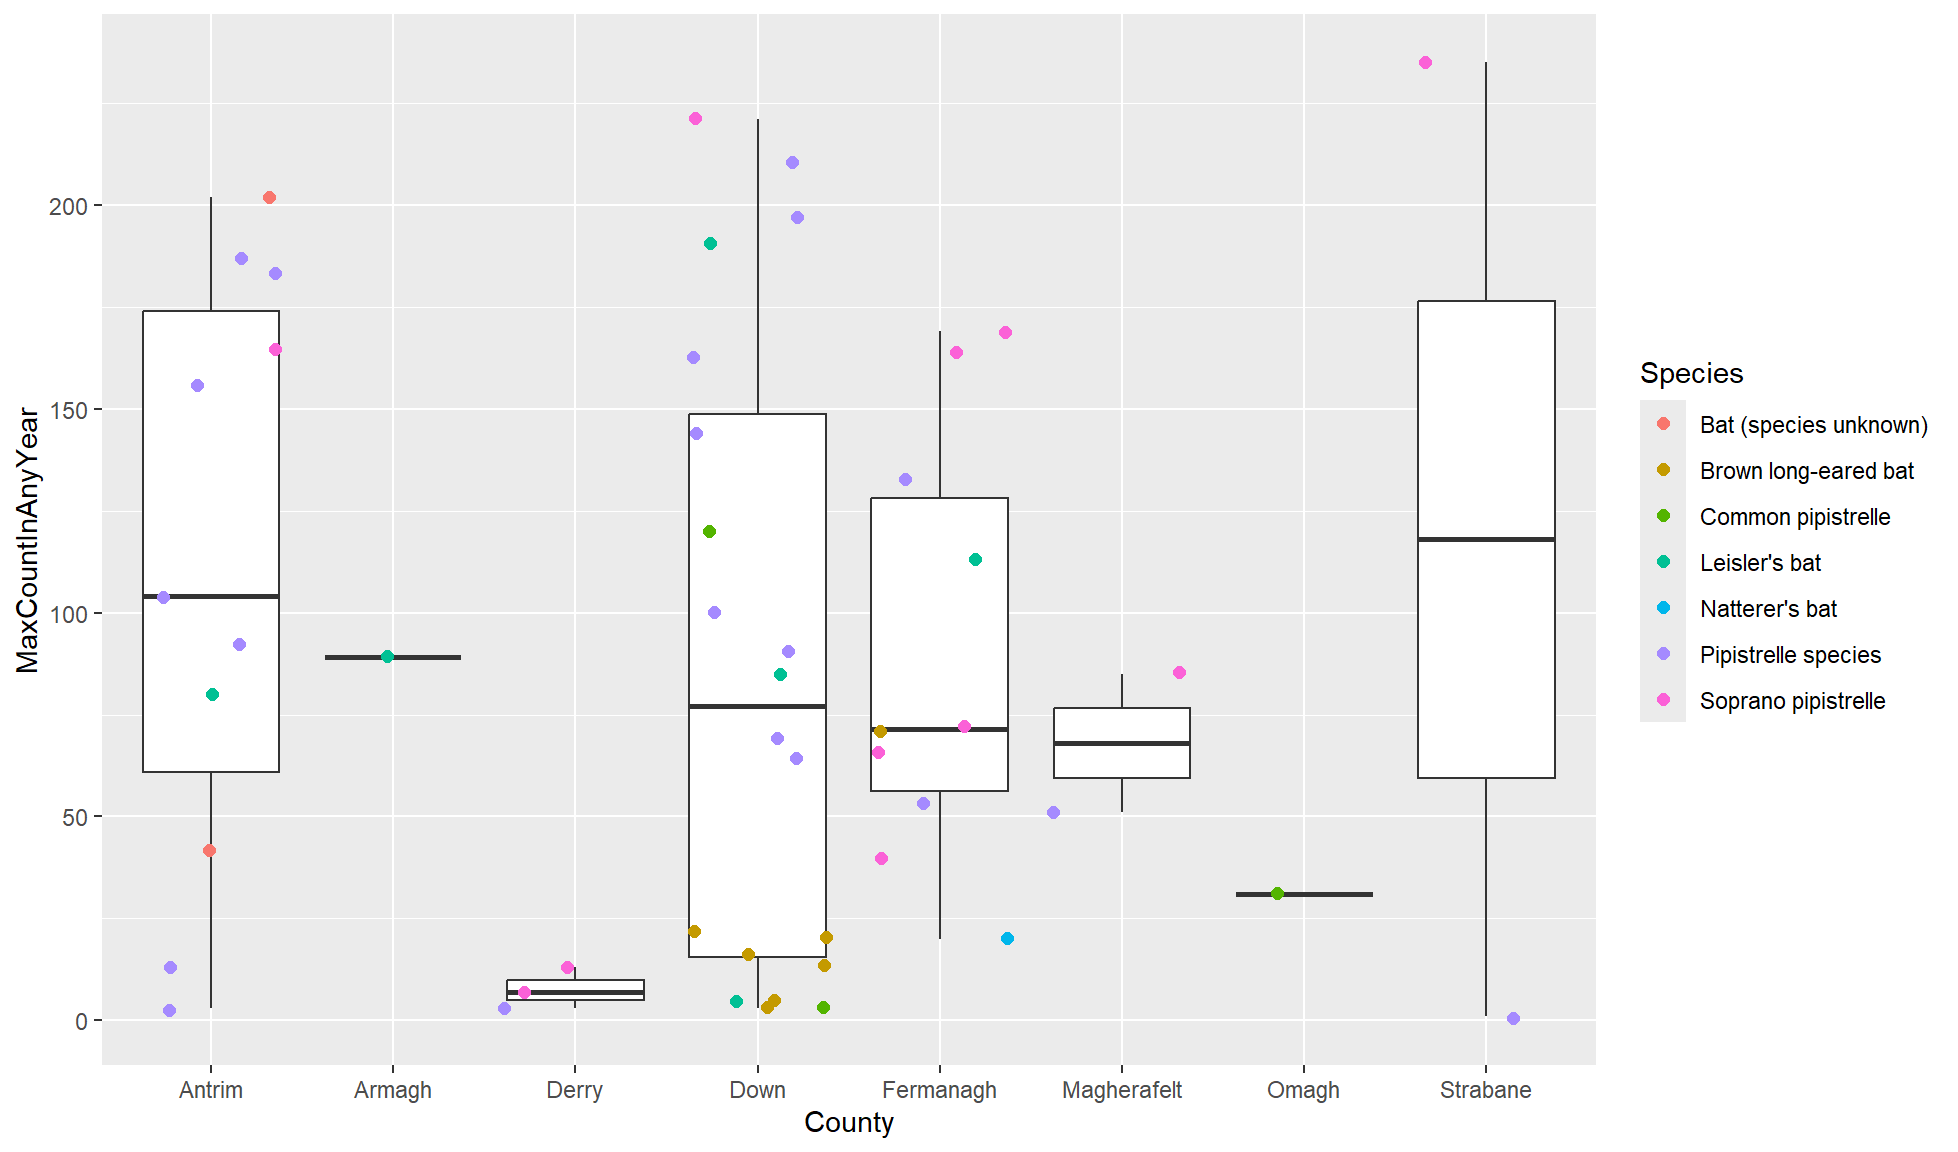 MaxCountInAnyYear
200
150
100
50
0
Antrim Armagh Derry Down Fermanagh Magherafelt Omagh Strabane
County
Species
Bat (species unknown)
Brown long-eared bat
Common pipistrelle
Leisler's bat
Natterer's bat
Pipistrelle species
Soprano pipistrelle